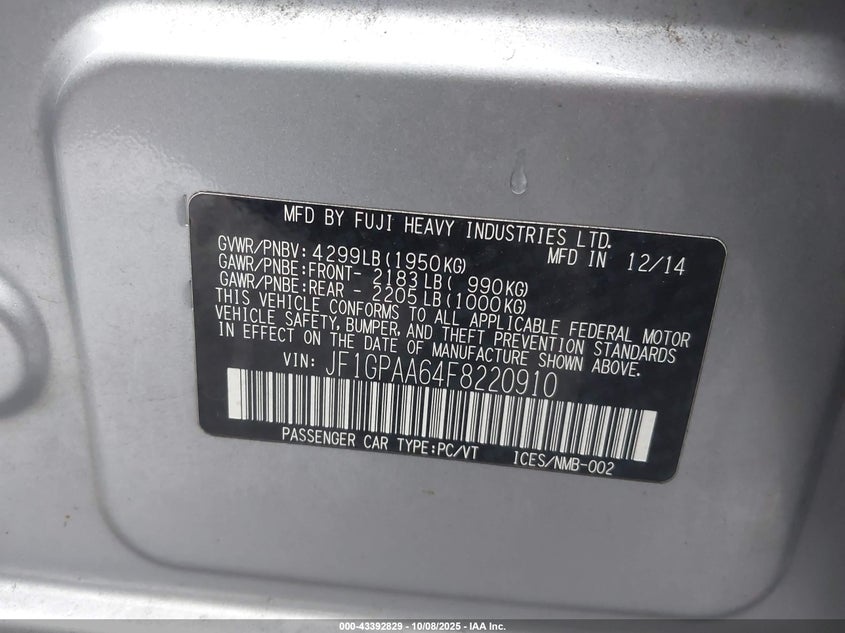 MFD BY FUJI HEAVY INDUSTRIES LTD.
GVWR/PNBV: 4299LB (1950KG) MFD IN 12/14
GAWR/PNBE: FRONT- 2183LB( 990KG)
GAWR/PNBE: REAR - 2205LB(1000KG)
THIS VEHICLE CONFORMS TO ALL APPLICABLE FEDERAL MOTOR
VEHICLE SAFETY, BUMPER, AND THEFT PREVENTION STANDARDS
IN EFFECT ON THE DATE OF MANUFACTURE SHOWN ABOVE.
VIN: JF1GPAA64F8220910
PASSENGER CAR TYPE:PC/VT ICES/NMB-002
000-43392829 - 10/08/2025 - IAA Inc.